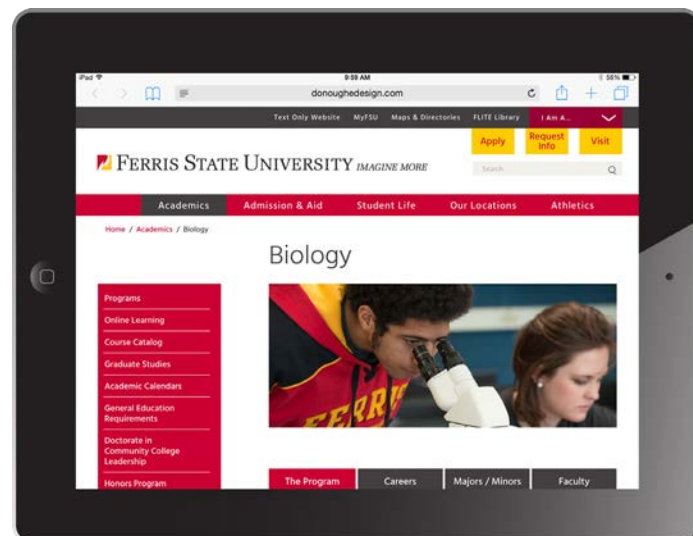 iPad 9:59 AM 56%
donoughedesign.com
Text Only Website MyFSU Maps & Directories FLITE Library I Am A...
Apply Request Info Visit
FERRIS STATE UNIVERSITY IMAGINE MORE
Search
Academics Admission & Aid Student Life Our Locations Athletics
Home / Academics / Biology
Biology
Programs
Online Learning
Course Catalog
Graduate Studies
Academic Calendars
General Education
Requirements
Doctorate in
Community College
Leadership
Honors Program
FERRIS
The Program Careers Majors / Minors Faculty